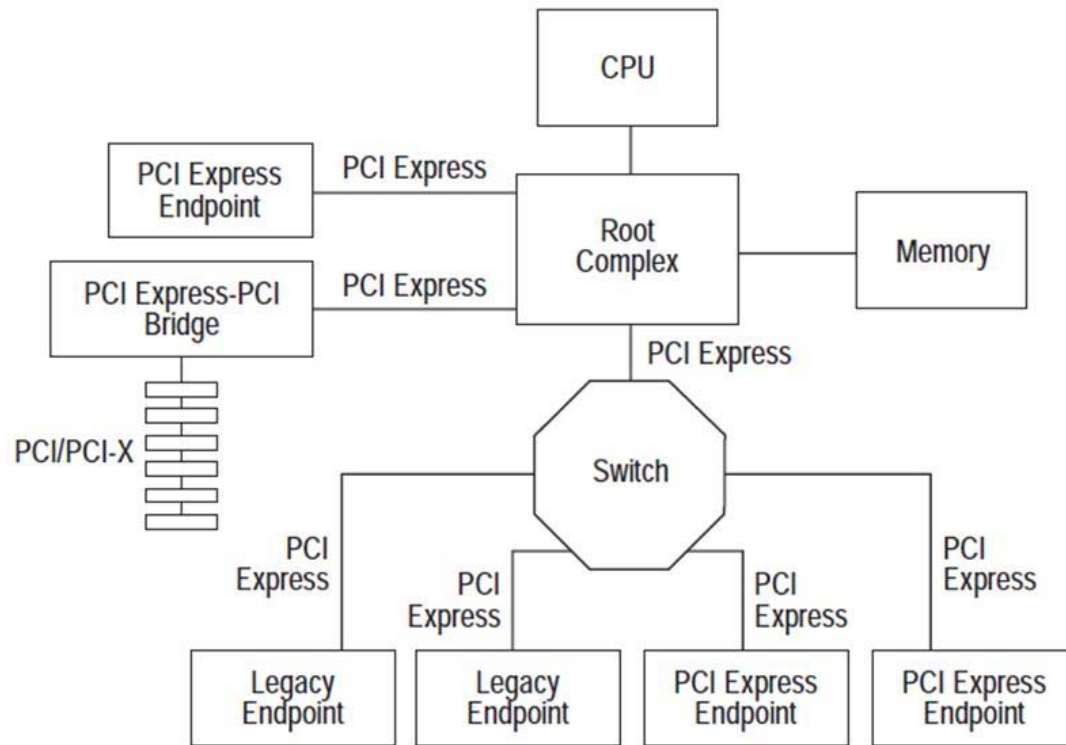 CPU
PCI Express
Endpoint
PCI Express
Root
Complex
Memory
PCI Express-PCI
Bridge
PCI Express
PCI Express
PCI/PCI-X
Switch
PCI
Express
PCI
Express
PCI
Express
PCI
Express
Legacy
Endpoint
Legacy
Endpoint
PCI Express
Endpoint
PCI Express
Endpoint